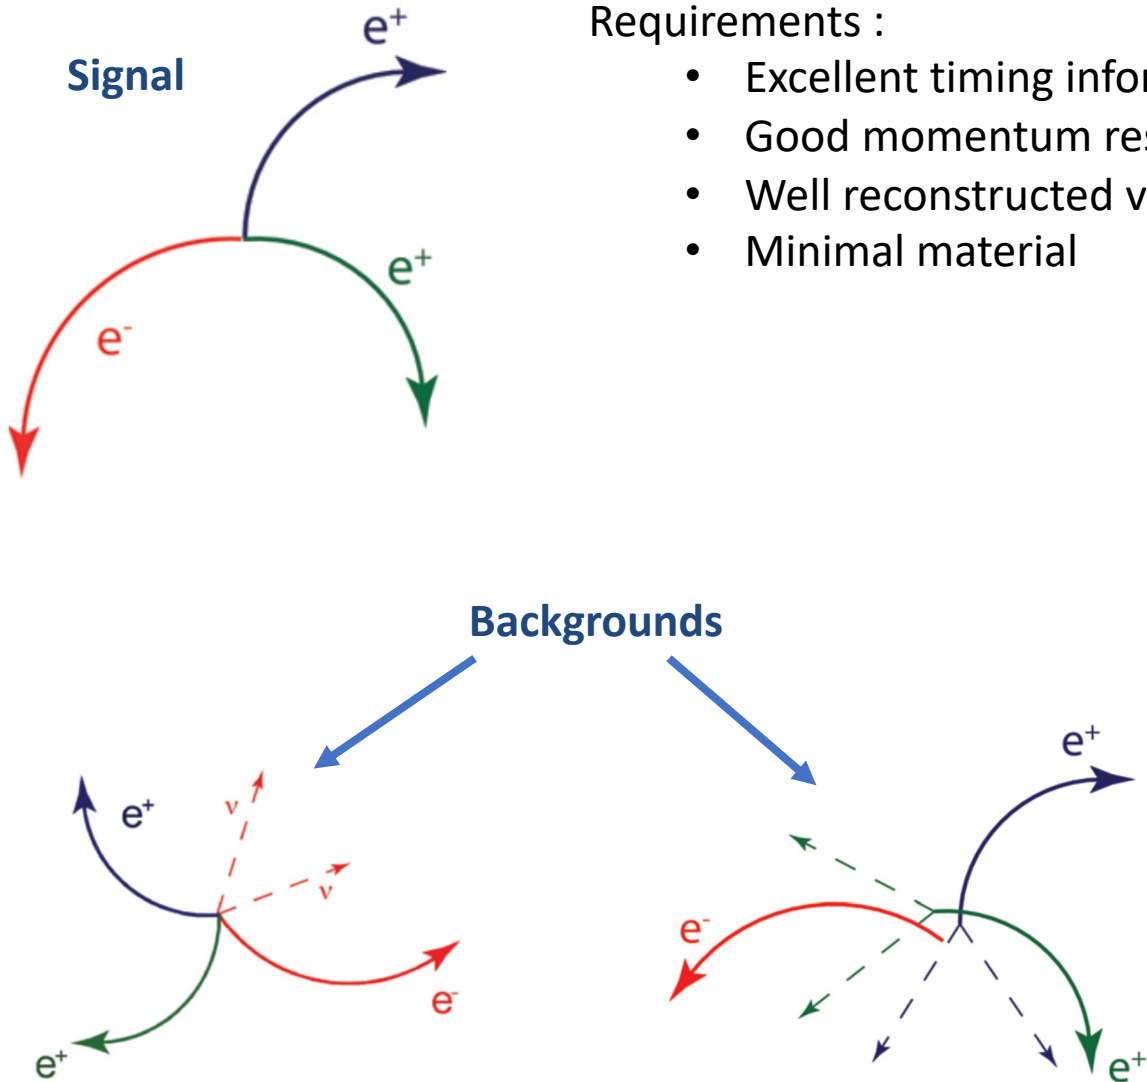 Requirements :
• Excellent timing infor
• Good momentum res
• Well reconstructed v
• Minimal material
Signal
e+
e+
e-
Backgrounds
e+
ν
ν
e-
e+
e+
e-
e+